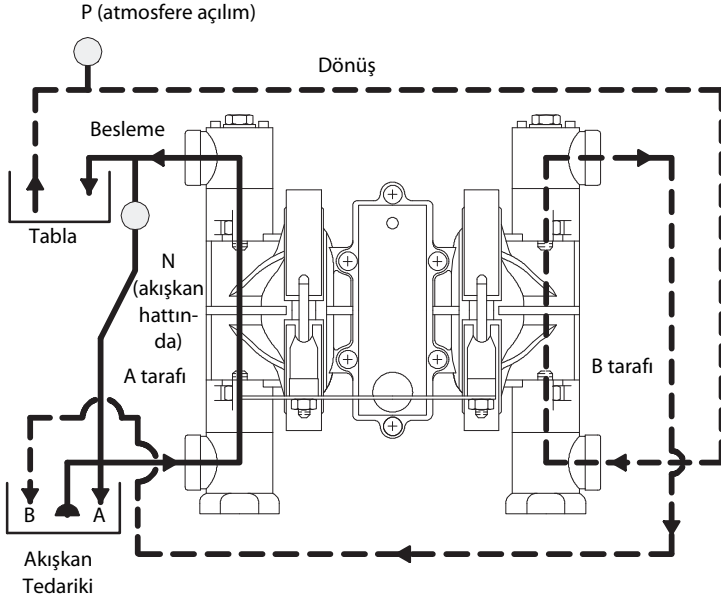 P (atmosfere açılım)
Dönüş
Besleme
Tabla
N
(akışkan
hattın-
da)
A tarafı
B tarafı
B
A
Akışkan
Tedariki